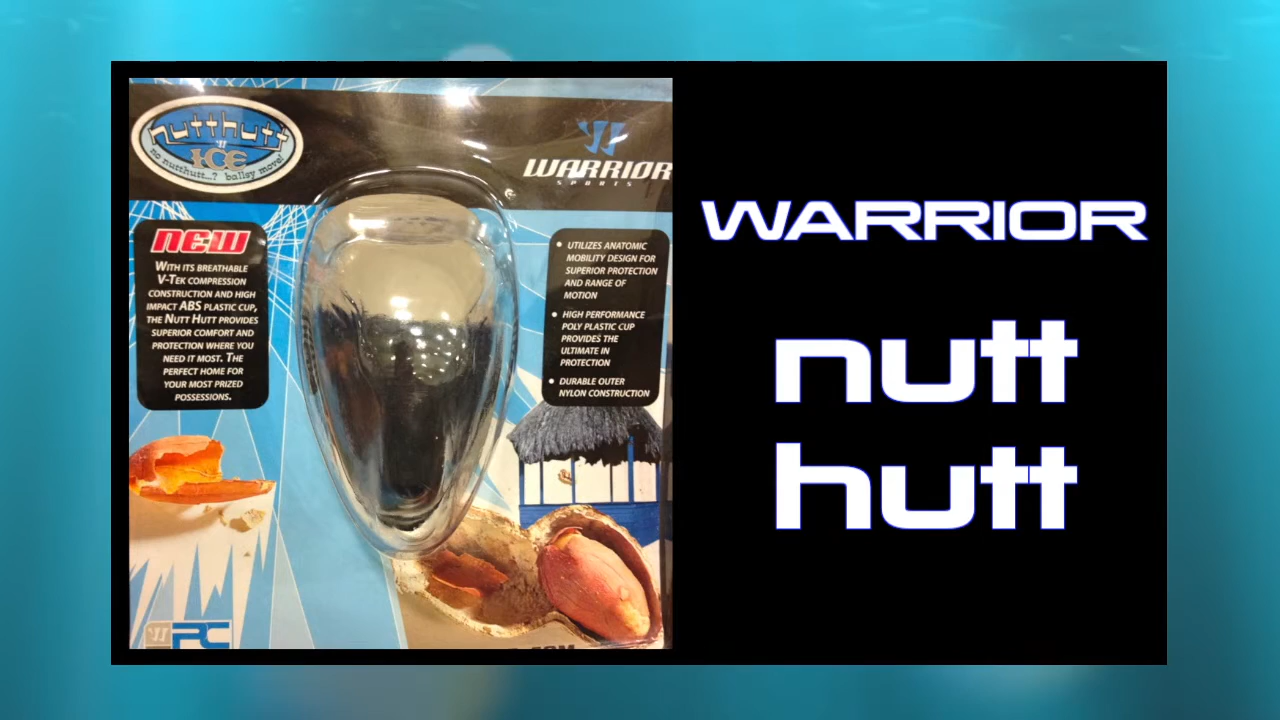 nutthutt
ICE
no nutthutt...? ballsy move!
WARRIOR
SPORTS
NEW
WITH ITS BREATHABLE
V-TEK COMPRESSION
CONSTRUCTION AND HIGH
IMPACT ABS PLASTIC CUP,
THE NUTT HUTT PROVIDES
SUPERIOR COMFORT AND
PROTECTION WHERE YOU
NEED IT MOST. THE
PERFECT HOME FOR
YOUR MOST PRIZED
POSSESSIONS.
• UTILIZES ANATOMIC
MOBILITY DESIGN FOR
SUPERIOR PROTECTION
AND RANGE OF
MOTION
• HIGH PERFORMANCE
POLY PLASTIC CUP
PROVIDES THE
ULTIMATE IN
PROTECTION
• DURABLE OUTER
NYLON CONSTRUCTION
WARRIOR
nutt
hutt